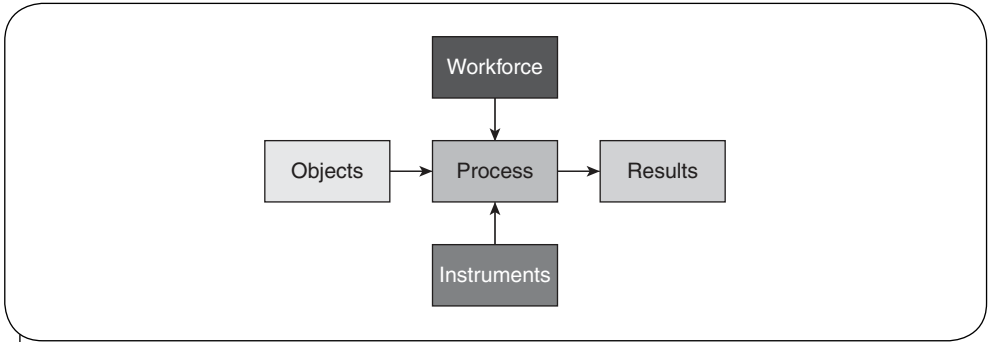 Workforce
Objects
Process
Results
Instruments